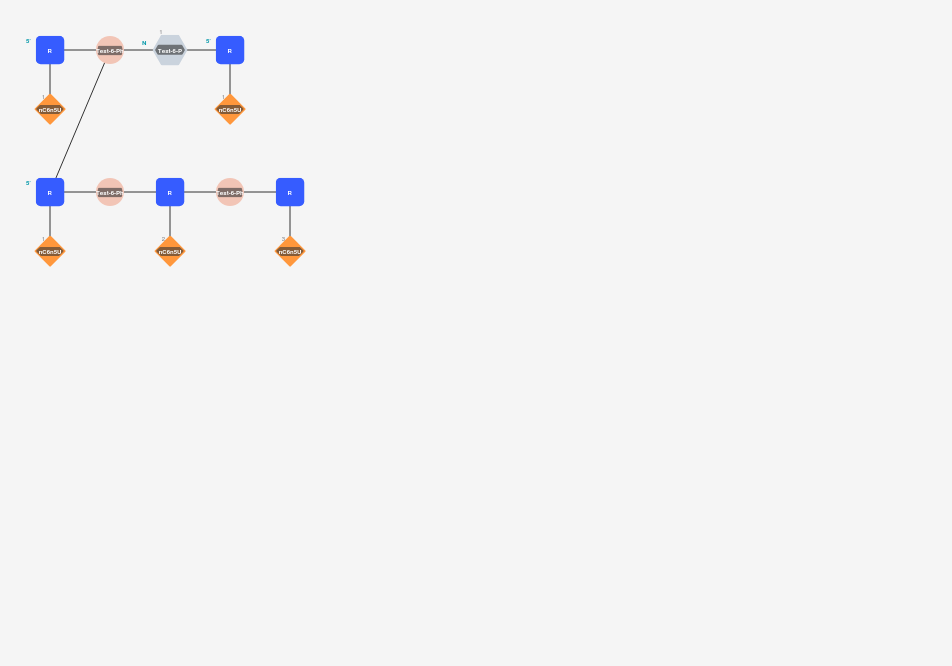 5' R Test-6-Ph N 1 Test-6-P 5' R
1 nC6n5U 1 nC6n5U
5' R Test-6-Ph R Test-6-Ph R
1 nC6n5U 2 nC6n5U 3 nC6n5U